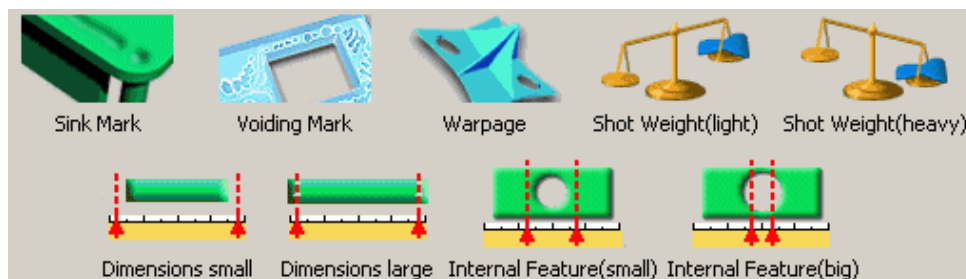 Sink Mark
Voiding Mark
Warpage
Shot Weight(light)
Shot Weight(heavy)
Dimensions small
Dimensions large
Internal Feature(small)
Internal Feature(big)